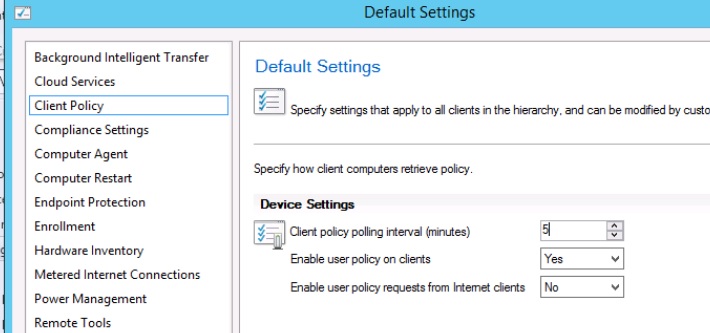 Default Settings
Background Intelligent Transfer
Cloud Services
Client Policy
Compliance Settings
Computer Agent
Computer Restart
Endpoint Protection
Enrollment
Hardware Inventory
Metered Internet Connections
Power Management
Remote Tools
Default Settings
Specify settings that apply to all clients in the hierarchy, and can be modified by custo
Specify how client computers retrieve policy.
Device Settings
Client policy polling interval (minutes) 5
Enable user policy on clients Yes
Enable user policy requests from Internet clients No